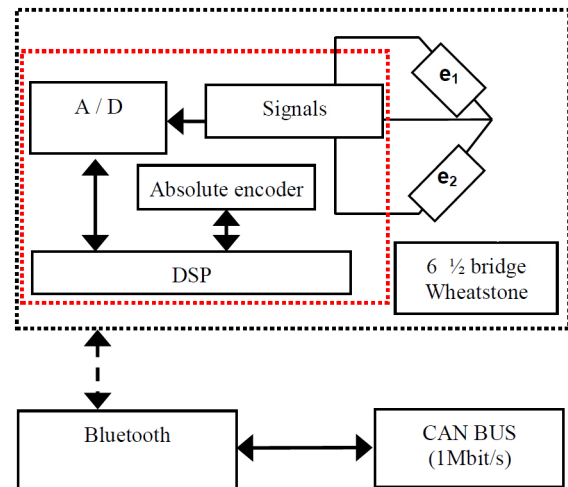 A / D
Signals
e1
e2
Absolute encoder
DSP
6 ½ bridge
Wheatstone
Bluetooth
CAN BUS
(1Mbit/s)